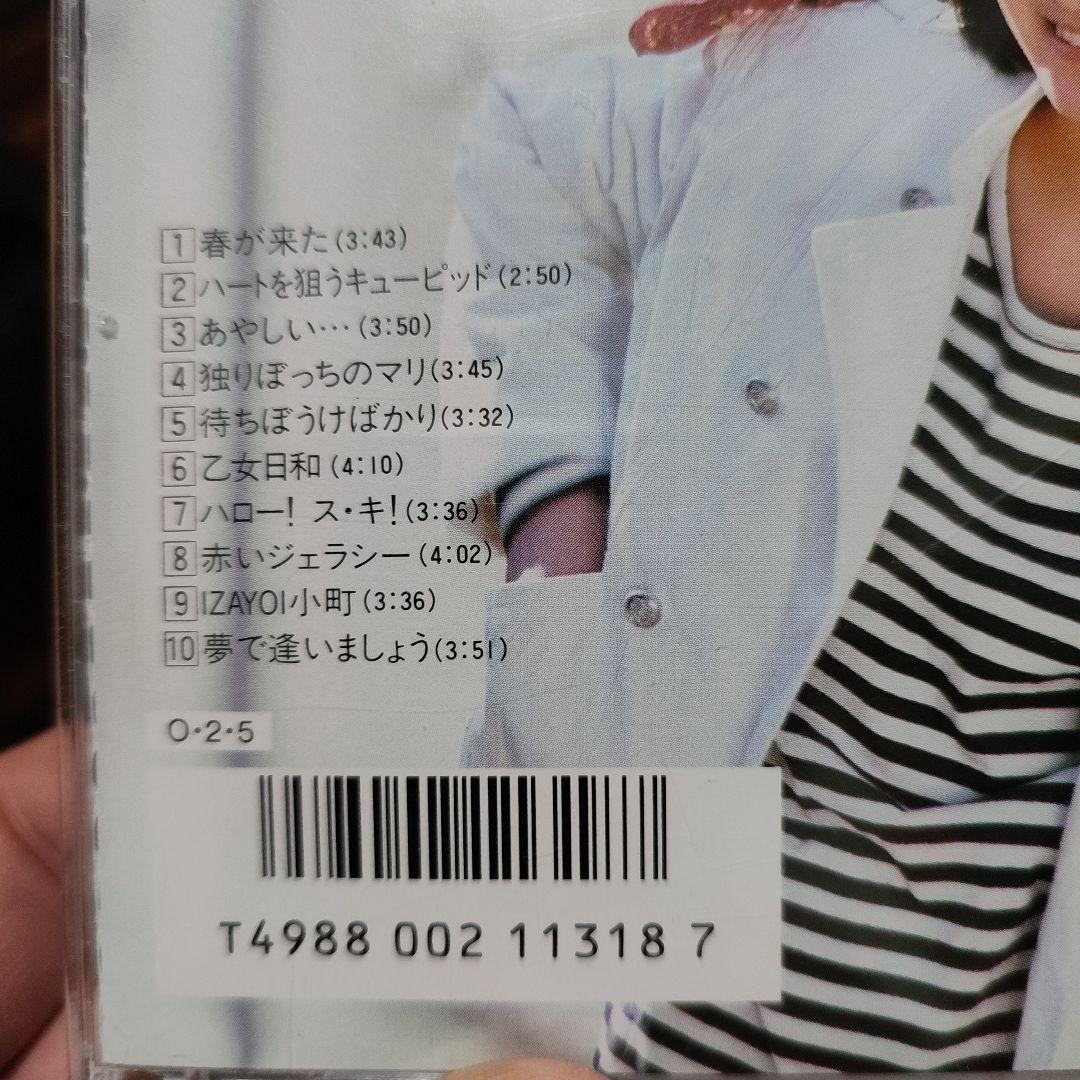 1 春が来た(3:43)
2 ハートを狙うキューピッド(2:50)
3 あやしい…(3:50)
4 独りぼっちのマリ(3:45)
5 待ちぼうけばかり(3:32)
6 乙女日和(4:10)
7 ハロー! ス・キ!(3:36)
8 赤いジェラシー(4:02)
9 IZAYOI小町(3:36)
10 夢で逢いましょう(3:51)
O・2・5
T4988 002 11318 7